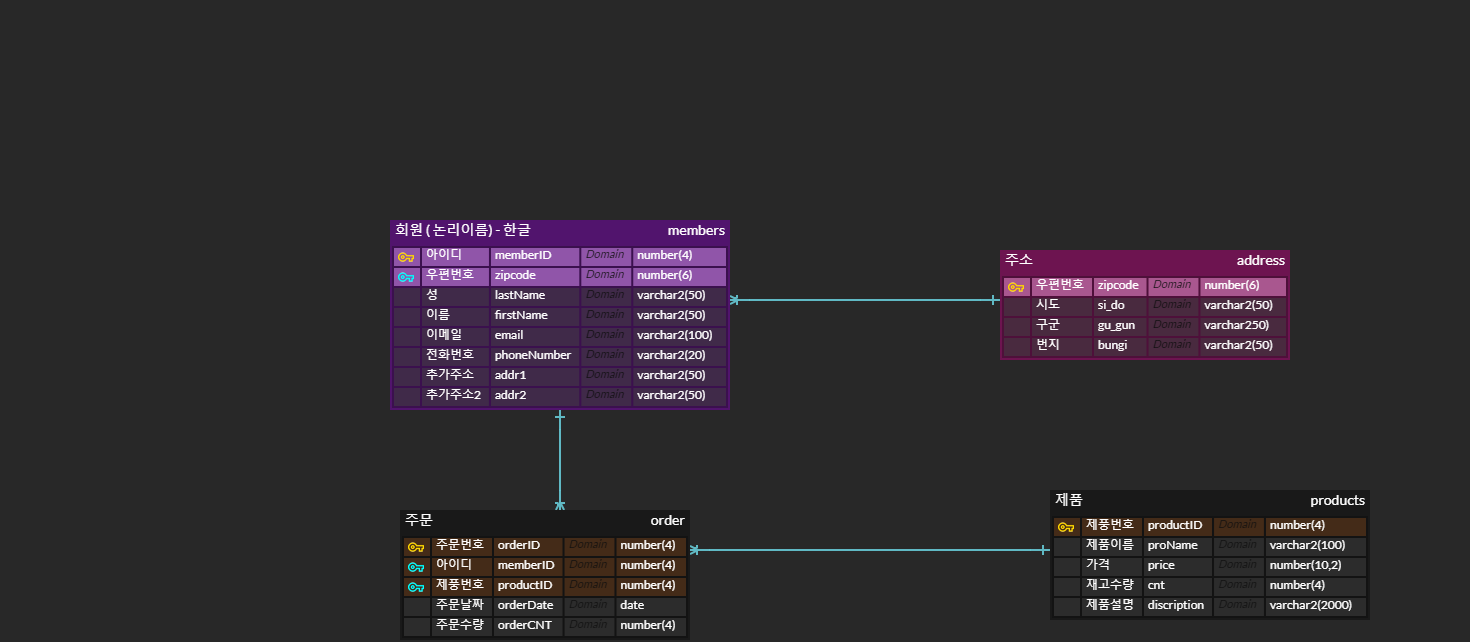 회원 ( 논리이름) - 한글 members
아이디 memberID Domain number(4)
우편번호 zipcode Domain number(6)
성 lastName Domain varchar2(50)
이름 firstName Domain varchar2(50)
이메일 email Domain varchar2(100)
전화번호 phoneNumber Domain varchar2(20)
추가주소 addr1 Domain varchar2(50)
추가주소2 addr2 Domain varchar2(50)
주소 address
우편번호 zipcode Domain number(6)
시도 si_do Domain varchar2(50)
구군 gu_gun Domain varchar250)
번지 bungi Domain varchar2(50)
주문 order
주문번호 orderID Domain number(4)
아이디 memberID Domain number(4)
제품번호 productID Domain number(4)
주문날짜 orderDate Domain date
주문수량 orderCNT Domain number(4)
제품 products
제품번호 productID Domain number(4)
제품이름 proName Domain varchar2(100)
가격 price Domain number(10,2)
재고수량 cnt Domain number(4)
제품설명 discription Domain varchar2(2000)